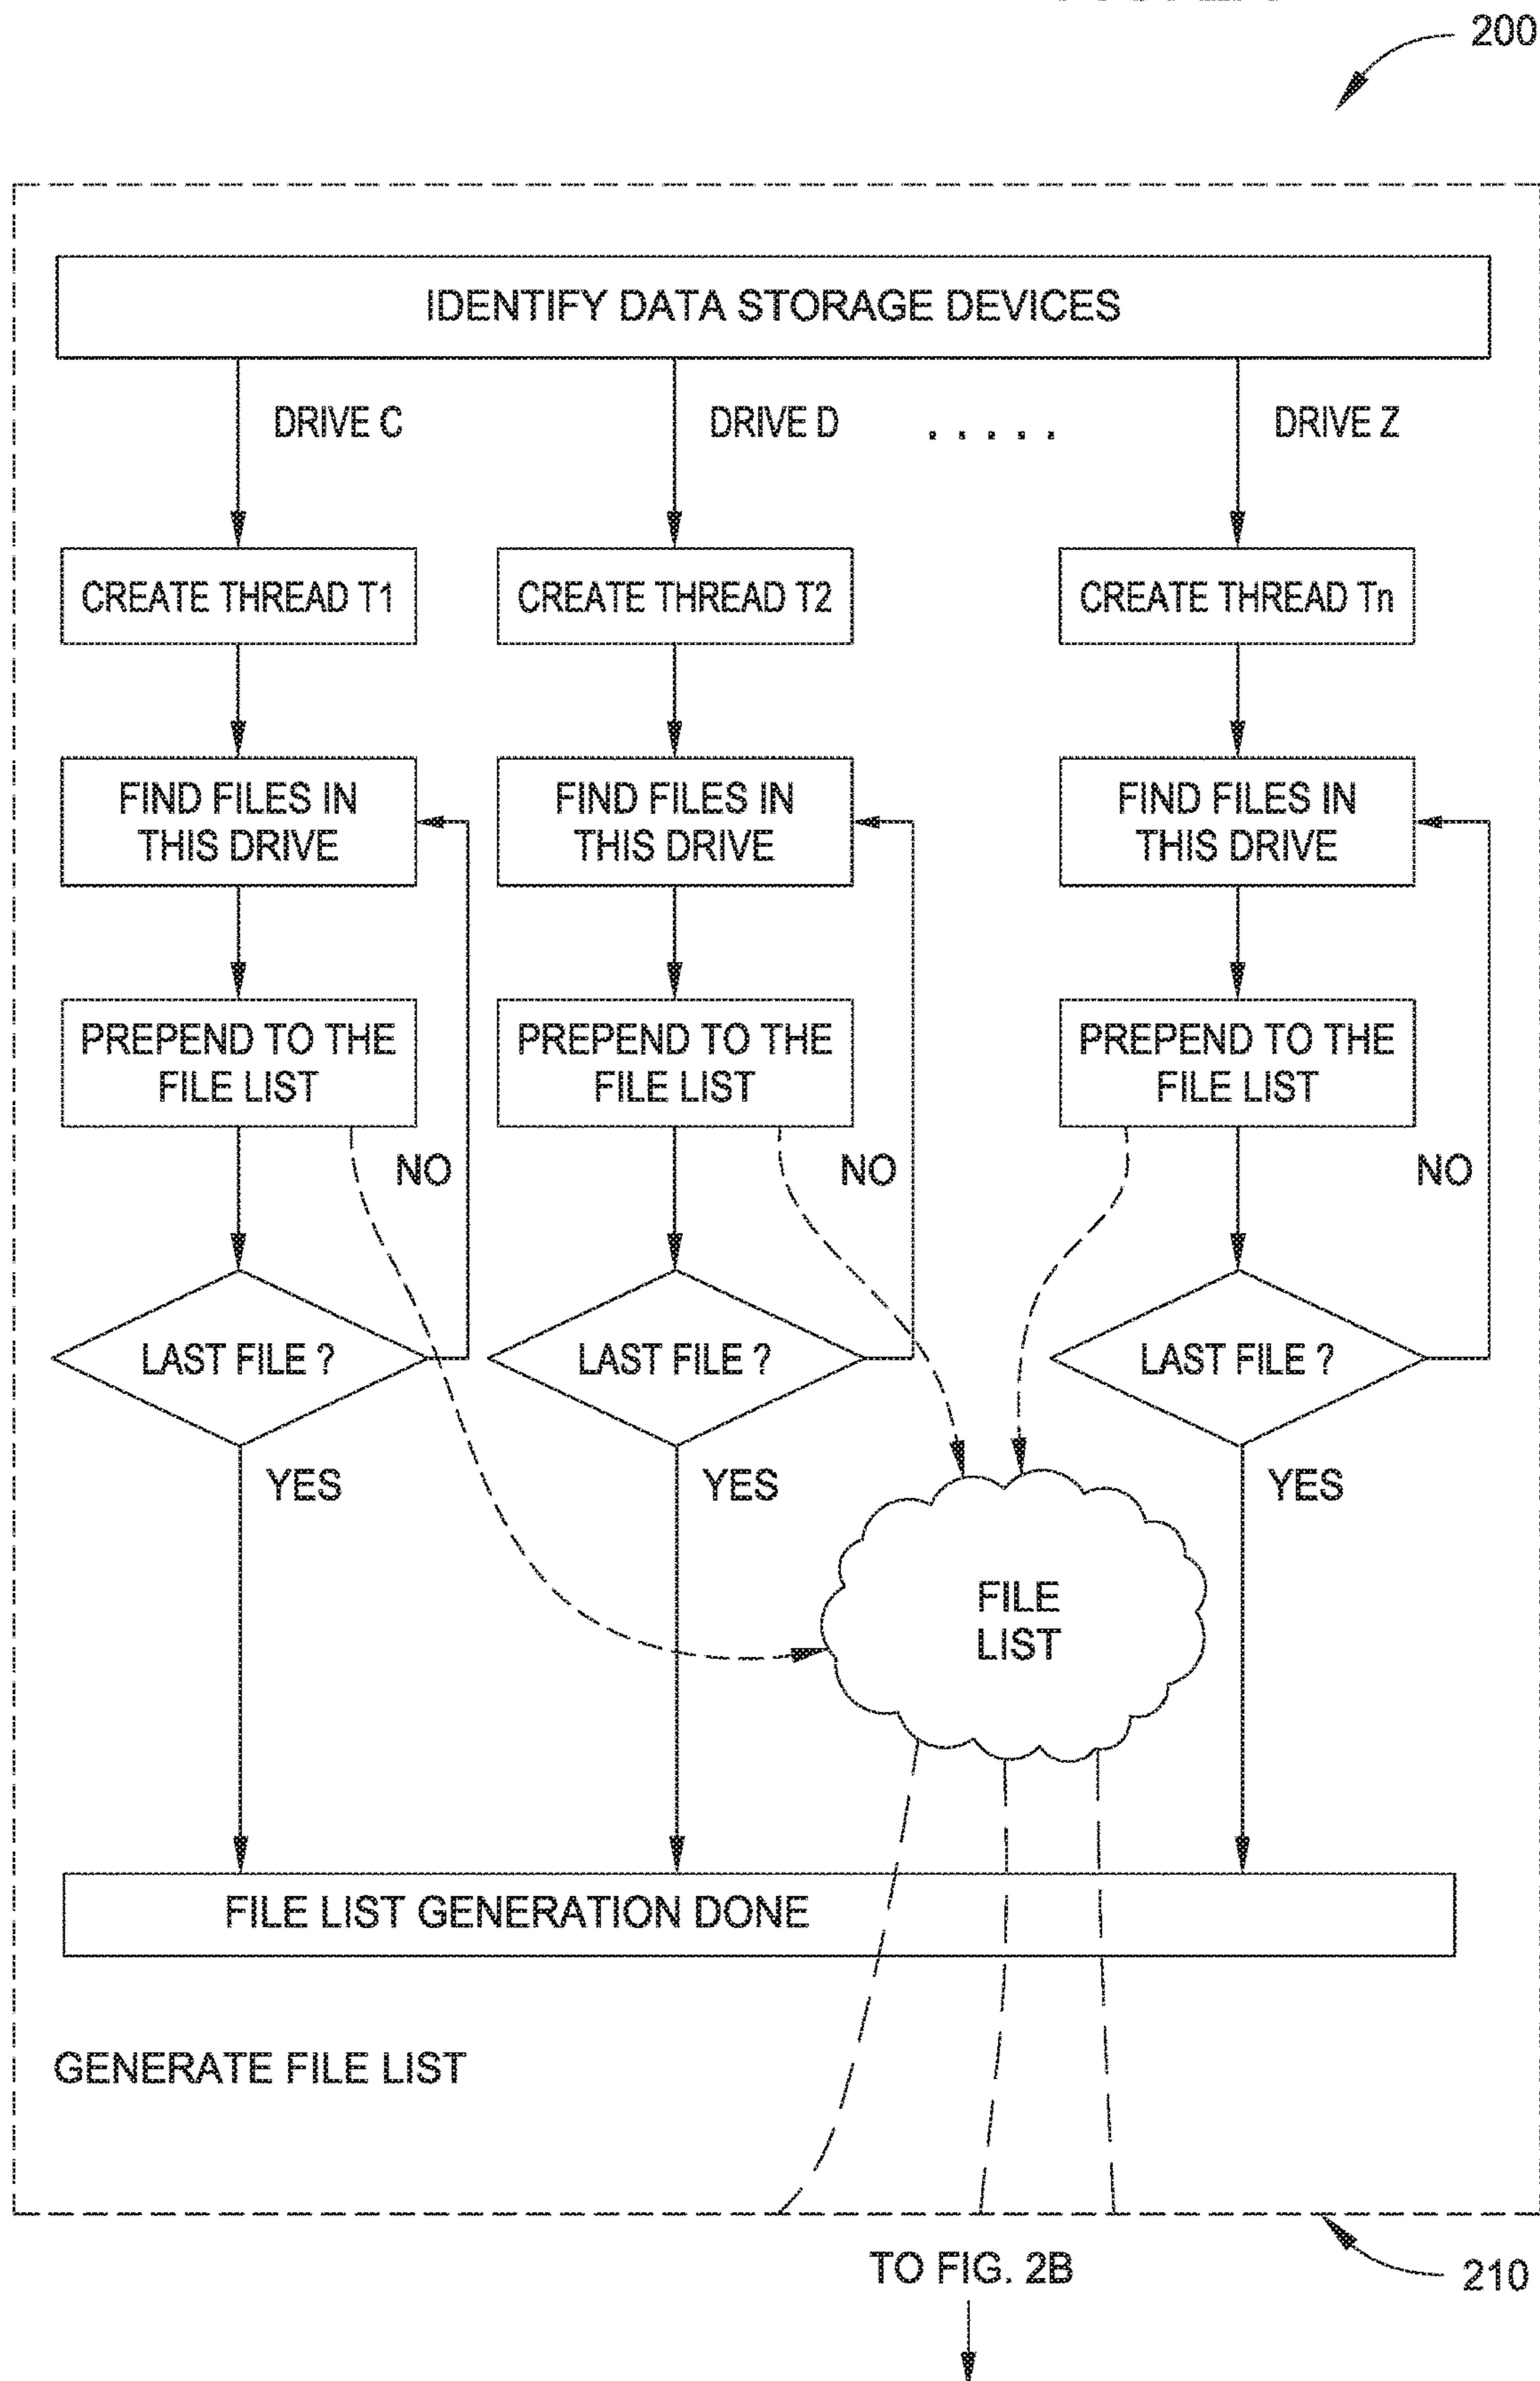 200
IDENTIFY DATA STORAGE DEVICES
DRIVE C
DRIVE D
. . . . .
DRIVE Z
CREATE THREAD T1
CREATE THREAD T2
CREATE THREAD Tn
FIND FILES IN
THIS DRIVE
FIND FILES IN
THIS DRIVE
FIND FILES IN
THIS DRIVE
PREPEND TO THE
FILE LIST
PREPEND TO THE
FILE LIST
PREPEND TO THE
FILE LIST
NO
NO
NO
LAST FILE ?
LAST FILE ?
LAST FILE ?
YES
YES
YES
FILE
LIST
FILE LIST GENERATION DONE
GENERATE FILE LIST
TO FIG. 2B
210